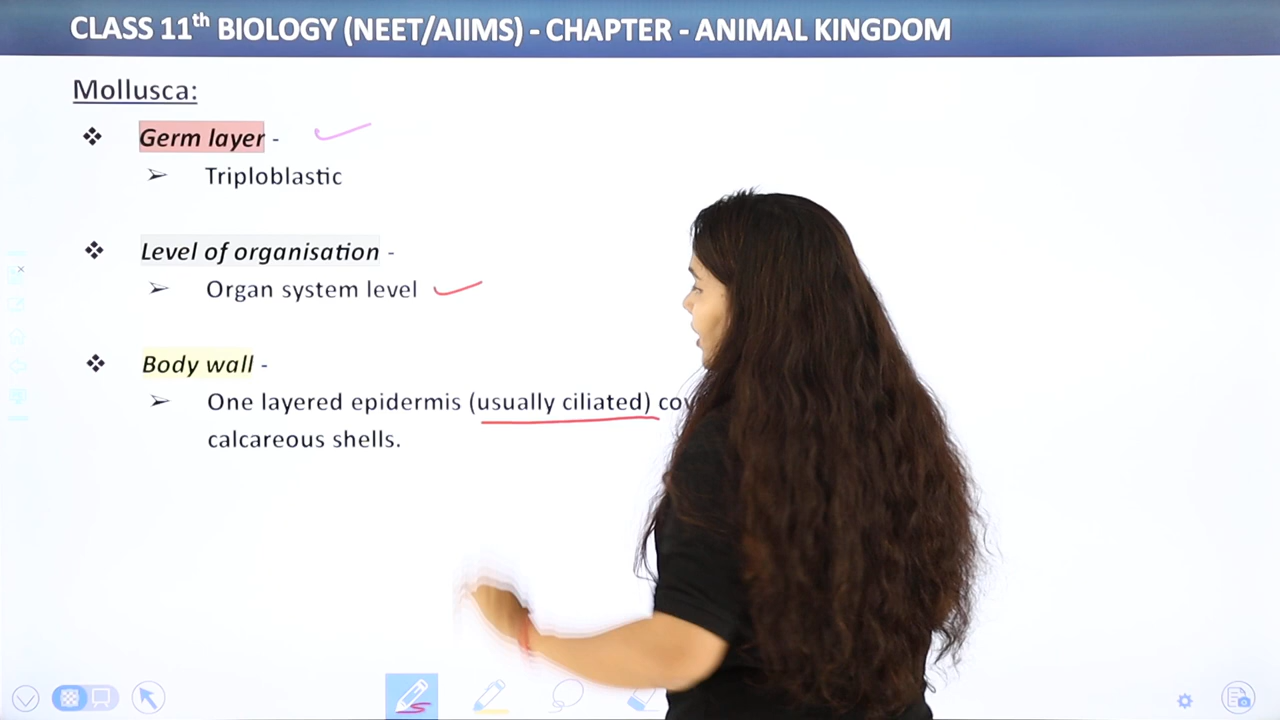 CLASS 11th BIOLOGY (NEET/AIIMS) - CHAPTER - ANIMAL KINGDOM
Mollusca:
❖ Germ layer -
➢ Triploblastic
❖ Level of organisation -
➢ Organ system level
❖ Body wall -
➢ One layered epidermis (usually ciliated)
calcareous shells.